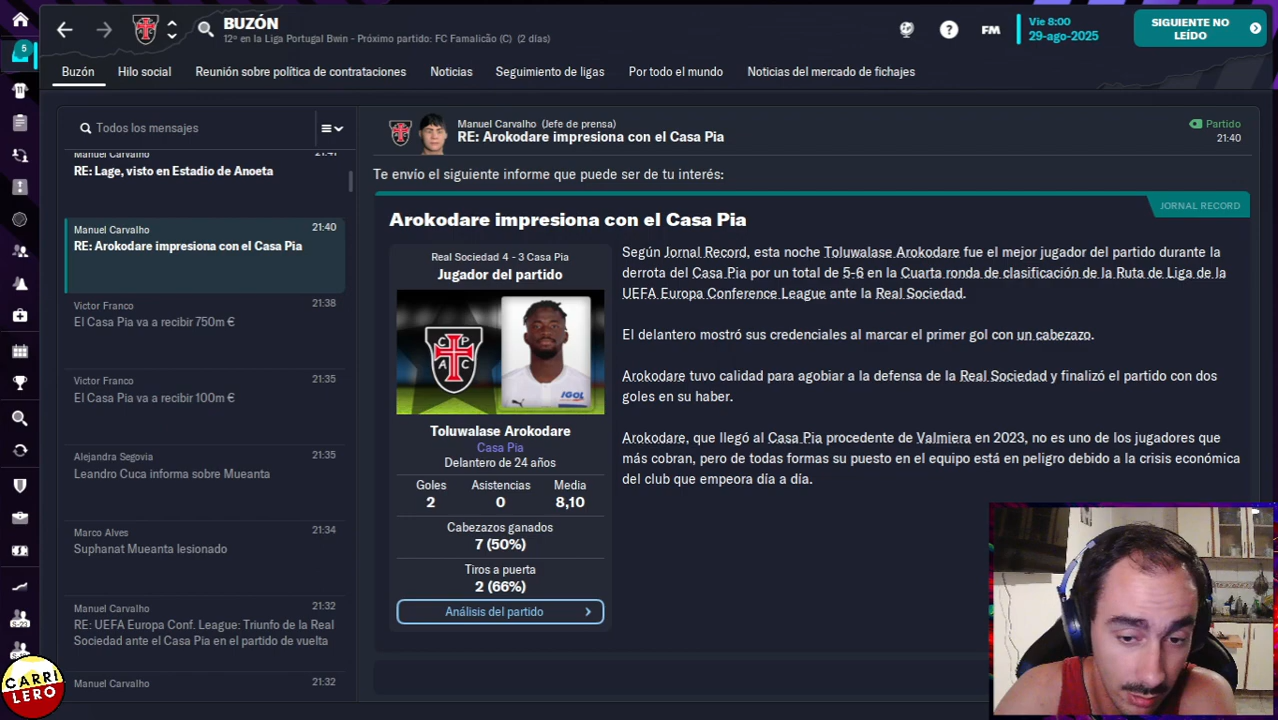 BUZÓN
12º en la Liga Portugal Bwin - Próximo partido: FC Famalicão (C) (2 días)
FM
Vie 8:00
29-ago-2025
SIGUIENTE NO
LEÍDO
5
Buzón
Hilo social
Reunión sobre política de contrataciones
Noticias
Seguimiento de ligas
Por todo el mundo
Noticias del mercado de fichajes
Todos los mensajes
Manuel Carvalho
21:41
RE: Lage, visto en Estadio de Anoeta
Manuel Carvalho
21:40
RE: Arokodare impresiona con el Casa Pia
Victor Franco
21:38
El Casa Pia va a recibir 750m €
Victor Franco
21:35
El Casa Pia va a recibir 100m €
Alejandra Segovia
21:35
Leandro Cuca informa sobre Mueanta
Marco Alves
21:34
Suphanat Mueanta lesionado
Manuel Carvalho
21:32
RE: UEFA Europa Conf. League: Triunfo de la Real
Sociedad ante el Casa Pia en el partido de vuelta
Manuel Carvalho
21:32
Manuel Carvalho (Jefe de prensa)
RE: Arokodare impresiona con el Casa Pia
Partido
21:40
Te envío el siguiente informe que puede ser de tu interés:
JORNAL RECORD
Arokodare impresiona con el Casa Pia
Real Sociedad 4 - 3 Casa Pia
Jugador del partido
C P
A C
IGOL
Toluwalase Arokodare
Casa Pia
Delantero de 24 años
Goles
Asistencias
Media
2
0
8,10
Cabezazos ganados
7 (50%)
Tiros a puerta
2 (66%)
Análisis del partido
Según Jornal Record, esta noche Toluwalase Arokodare fue el mejor jugador del partido durante la
derrota del Casa Pia por un total de 5-6 en la Cuarta ronda de clasificación de la Ruta de Liga de la
UEFA Europa Conference League ante la Real Sociedad.
El delantero mostró sus credenciales al marcar el primer gol con un cabezazo.
Arokodare tuvo calidad para agobiar a la defensa de la Real Sociedad y finalizó el partido con dos
goles en su haber.
Arokodare, que llegó al Casa Pia procedente de Valmiera en 2023, no es uno de los jugadores que
más cobran, pero de todas formas su puesto en el equipo está en peligro debido a la crisis económica
del club que empeora día a día.
CARRI
LERO